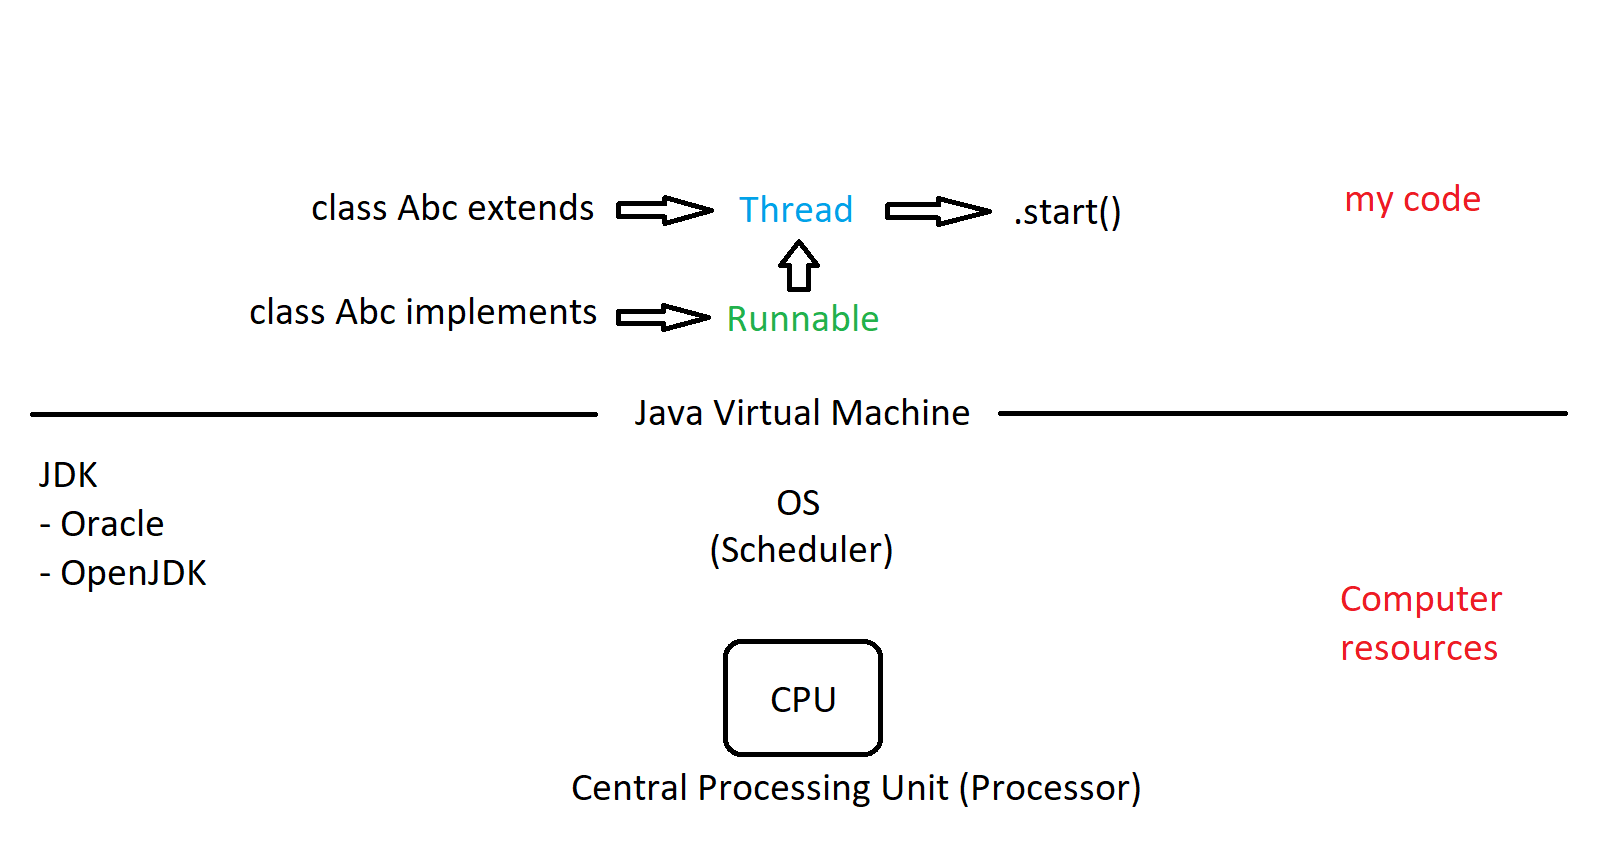 class Abc extends
Thread
.start()
my code
class Abc implements
Runnable
Java Virtual Machine
JDK
- Oracle
- OpenJDK
OS
(Scheduler)
Computer
resources
CPU
Central Processing Unit (Processor)